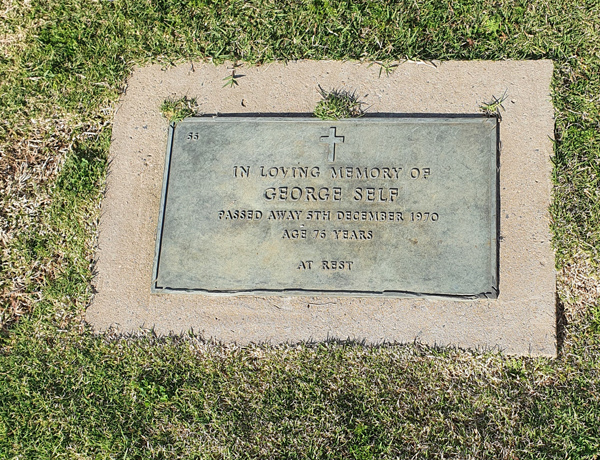 55
IN LOVING MEMORY OF
GEORGE SELF
PASSED AWAY 5TH DECEMBER 1970
AGE 75 YEARS
AT REST